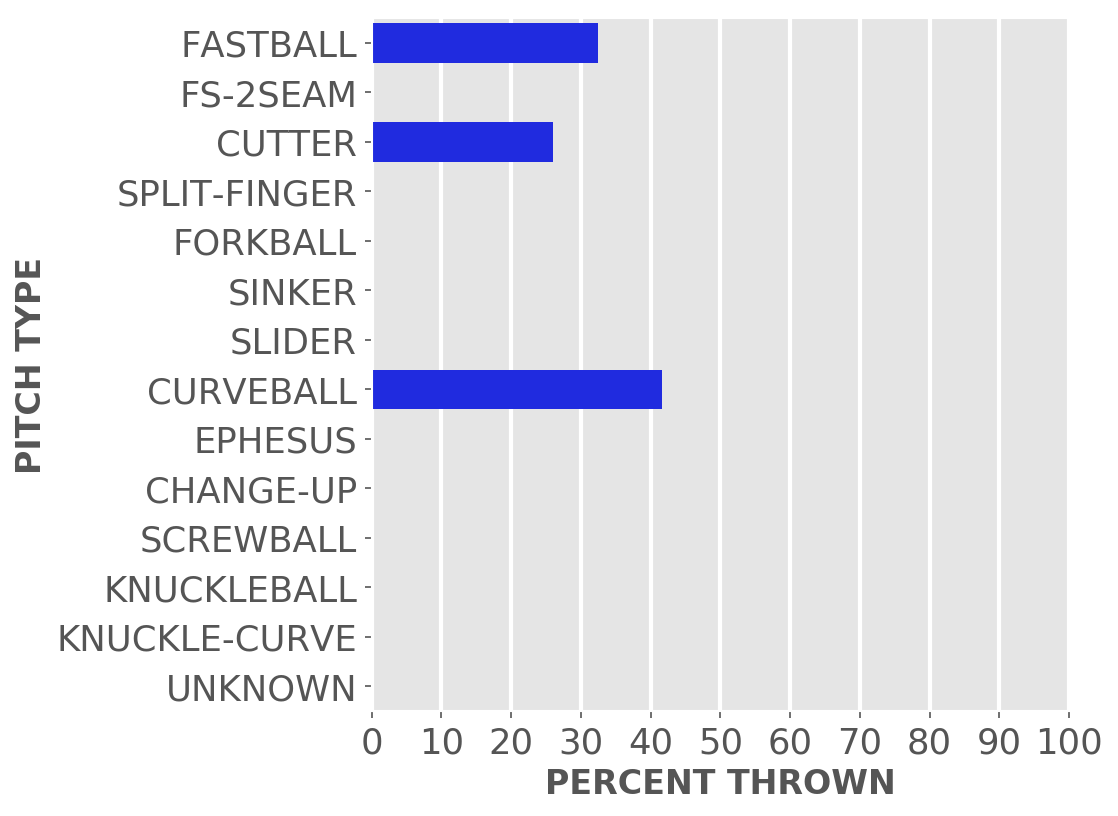 FASTBALL
FS-2SEAM
CUTTER
SPLIT-FINGER
FORKBALL
SINKER
SLIDER
CURVEBALL
EPHESUS
CHANGE-UP
SCREWBALL
KNUCKLEBALL
KNUCKLE-CURVE
UNKNOWN
PITCH TYPE
0 10 20 30 40 50 60 70 80 90 100
PERCENT THROWN